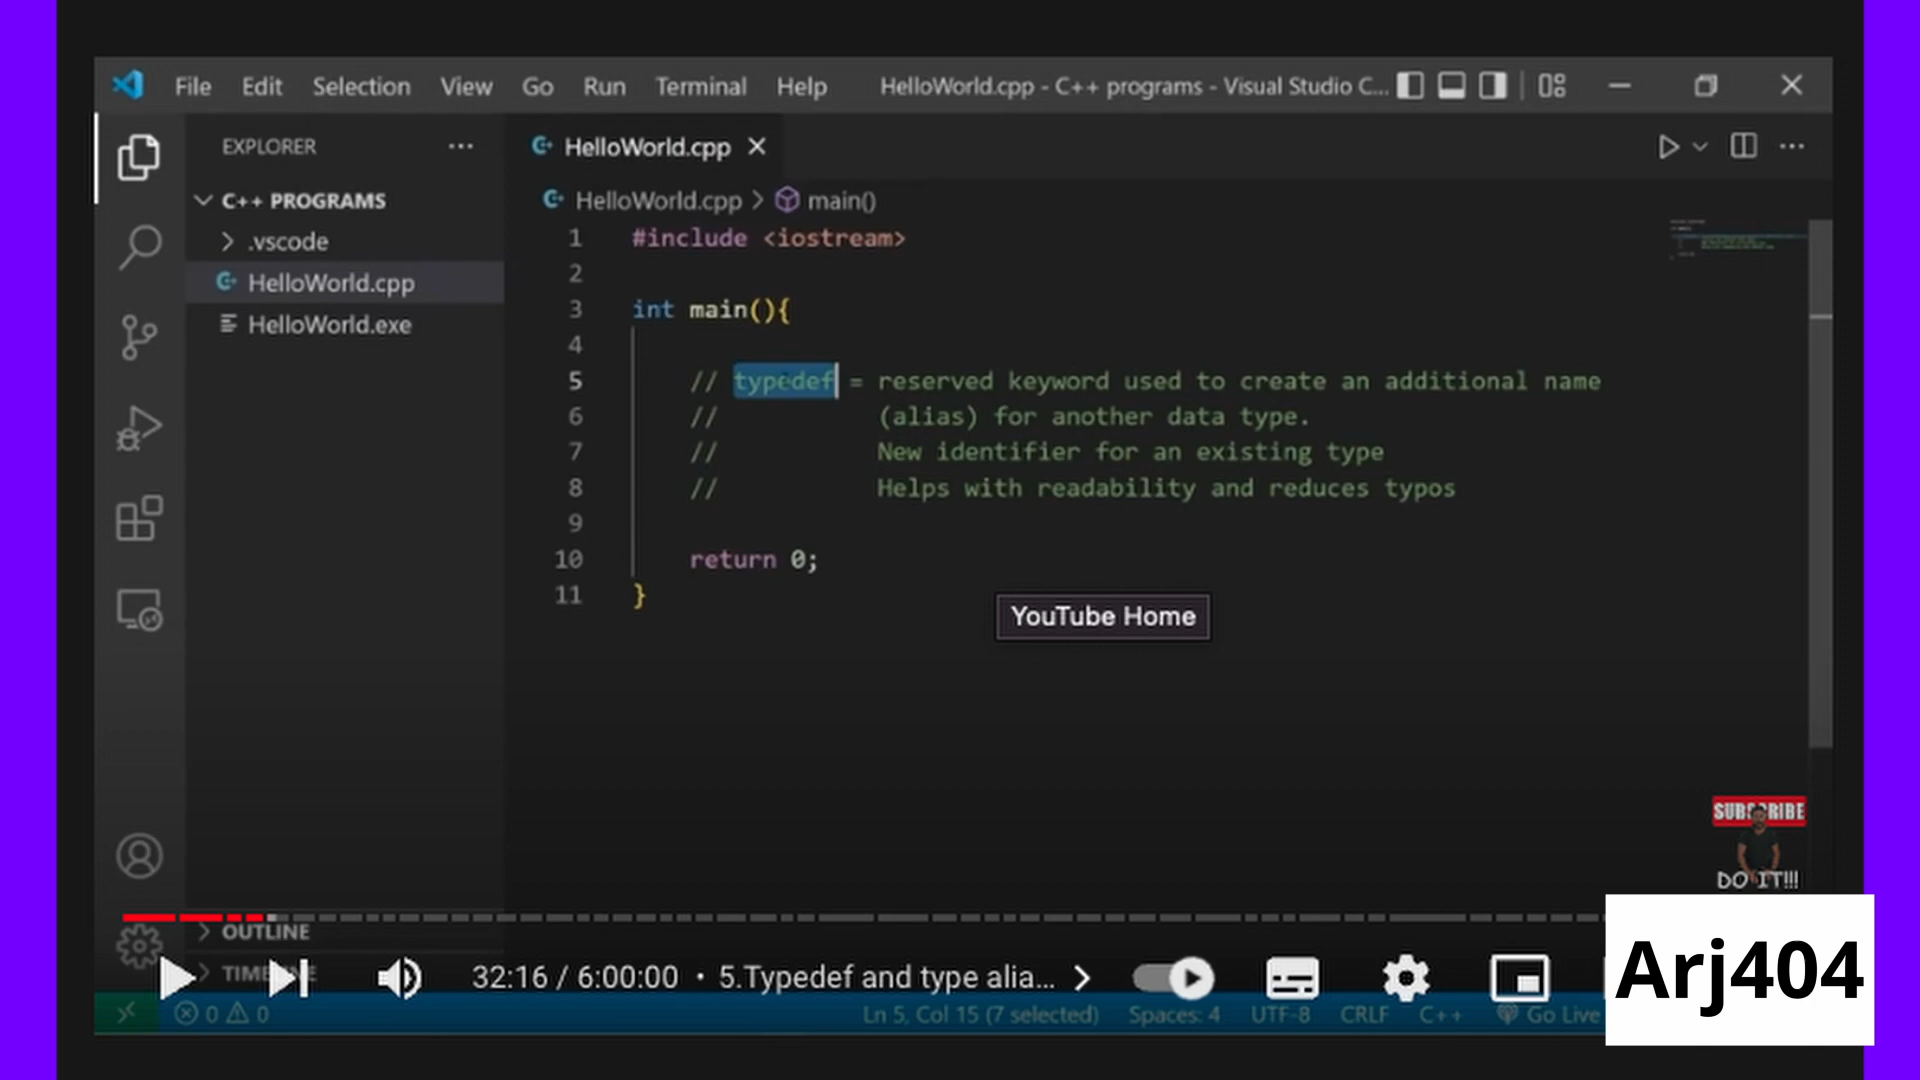 File Edit Selection View Go Run Terminal Help HelloWorld.cpp - C++ programs - Visual Studio C...
EXPLORER ...
HelloWorld.cpp
C++ PROGRAMS
.vscode
HelloWorld.cpp
HelloWorld.exe
HelloWorld.cpp > main()
1 #include <iostream>
2
3 int main(){
4
5 // typedef = reserved keyword used to create an additional name
6 // (alias) for another data type.
7 // New identifier for an existing type
8 // Helps with readability and reduces typos
9
10 return 0;
11 }
YouTube Home
SUBSCRIBE
DO IT!!!
OUTLINE
TIMELINE
32:16 / 6:00:00 • 5.Typedef and type alia...
Arj404
0 0 Ln 5, Col 15 (7 selected) Spaces: 4 UTF-8 CRLF C++ Go Live